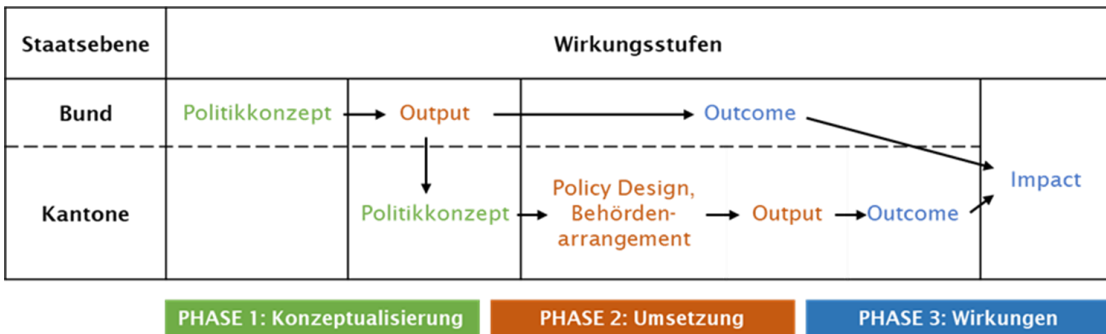 Staatsebene
Wirkungsstufen
Bund
Politikkonzept
Output
Outcome
Impact
Kantone
Politikkonzept
Policy Design,
Behörden-
arrangement
Output
Outcome
PHASE 1: Konzeptualisierung
PHASE 2: Umsetzung
PHASE 3: Wirkungen